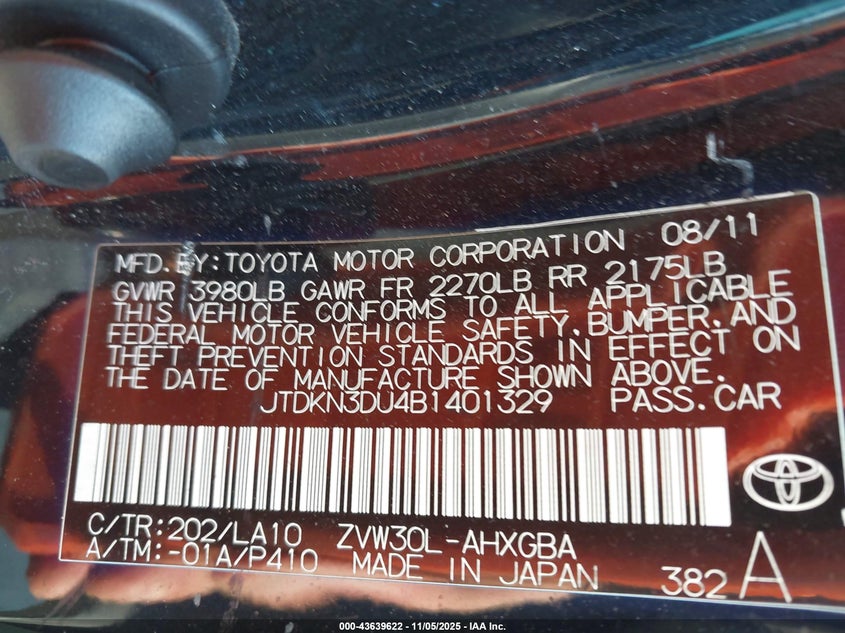 MFD.BY:TOYOTA MOTOR CORPORATION 08/11
GVWR 3980LB GAWR FR 2270LB RR 2175LB
THIS VEHICLE CONFORMS TO ALL APPLICABLE
FEDERAL MOTOR VEHICLE SAFETY,BUMPER,AND
THEFT PREVENTION STANDARDS IN EFFECT ON
THE DATE OF MANUFACTURE SHOWN ABOVE.
JTDKN3DU4B1401329 PASS.CAR
C/TR:202/LA10 ZVW30L-AHXGBA
A/TM:-01A/P410 MADE IN JAPAN 382 A
000-43639622 - 11/05/2025 - IAA Inc.